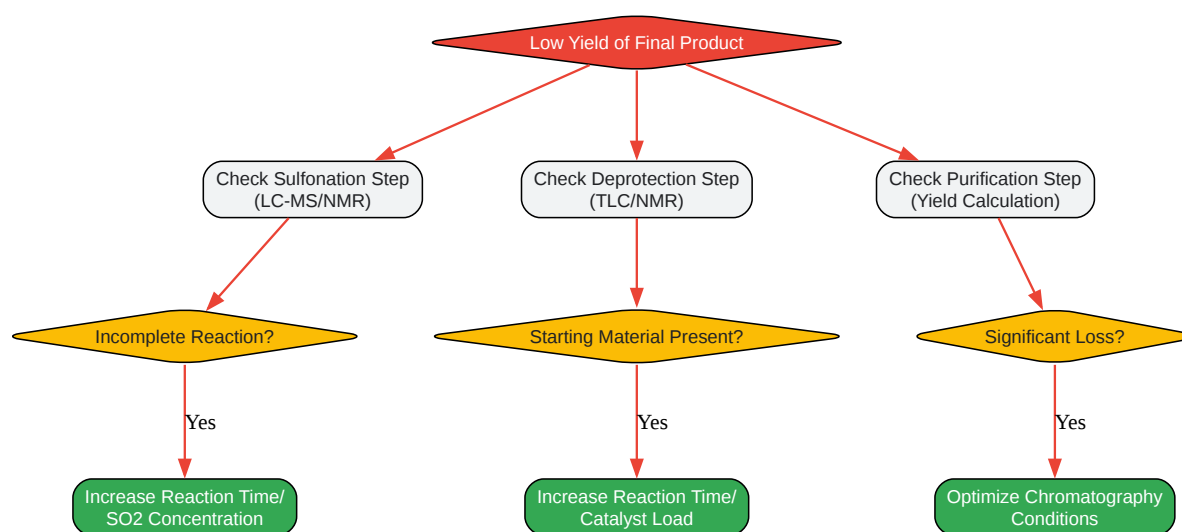 Low Yield of Final Product
Check Sulfonation Step
(LC-MS/NMR)
Check Deprotection Step
(TLC/NMR)
Check Purification Step
(Yield Calculation)
Incomplete Reaction?
Starting Material Present?
Significant Loss?
Yes
Yes
Yes
Increase Reaction Time/
SO2 Concentration
Increase Reaction Time/
Catalyst Load
Optimize Chromatography
Conditions